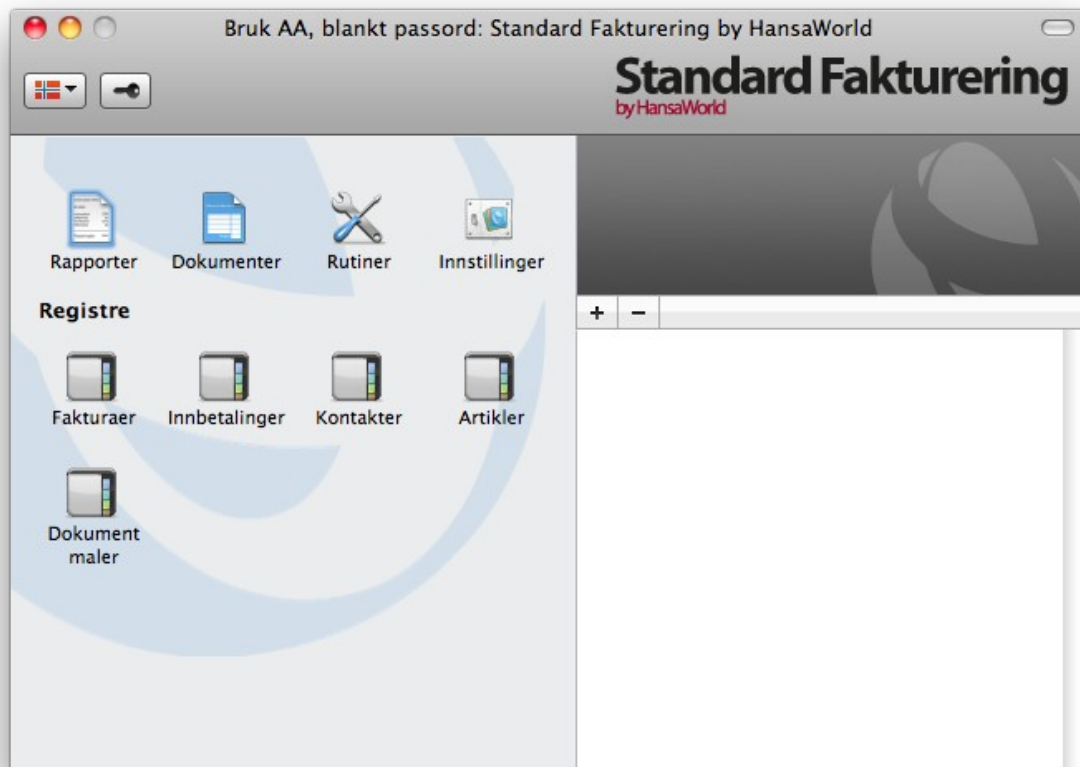 Bruk AA, blankt passord: Standard Fakturering by HansaWorld
Standard Fakturering
by HansaWorld
Rapporter Dokumenter Rutiner Innstillinger
Registre
+ −
Fakturaer Innbetalinger Kontakter Artikler
Dokument
maler